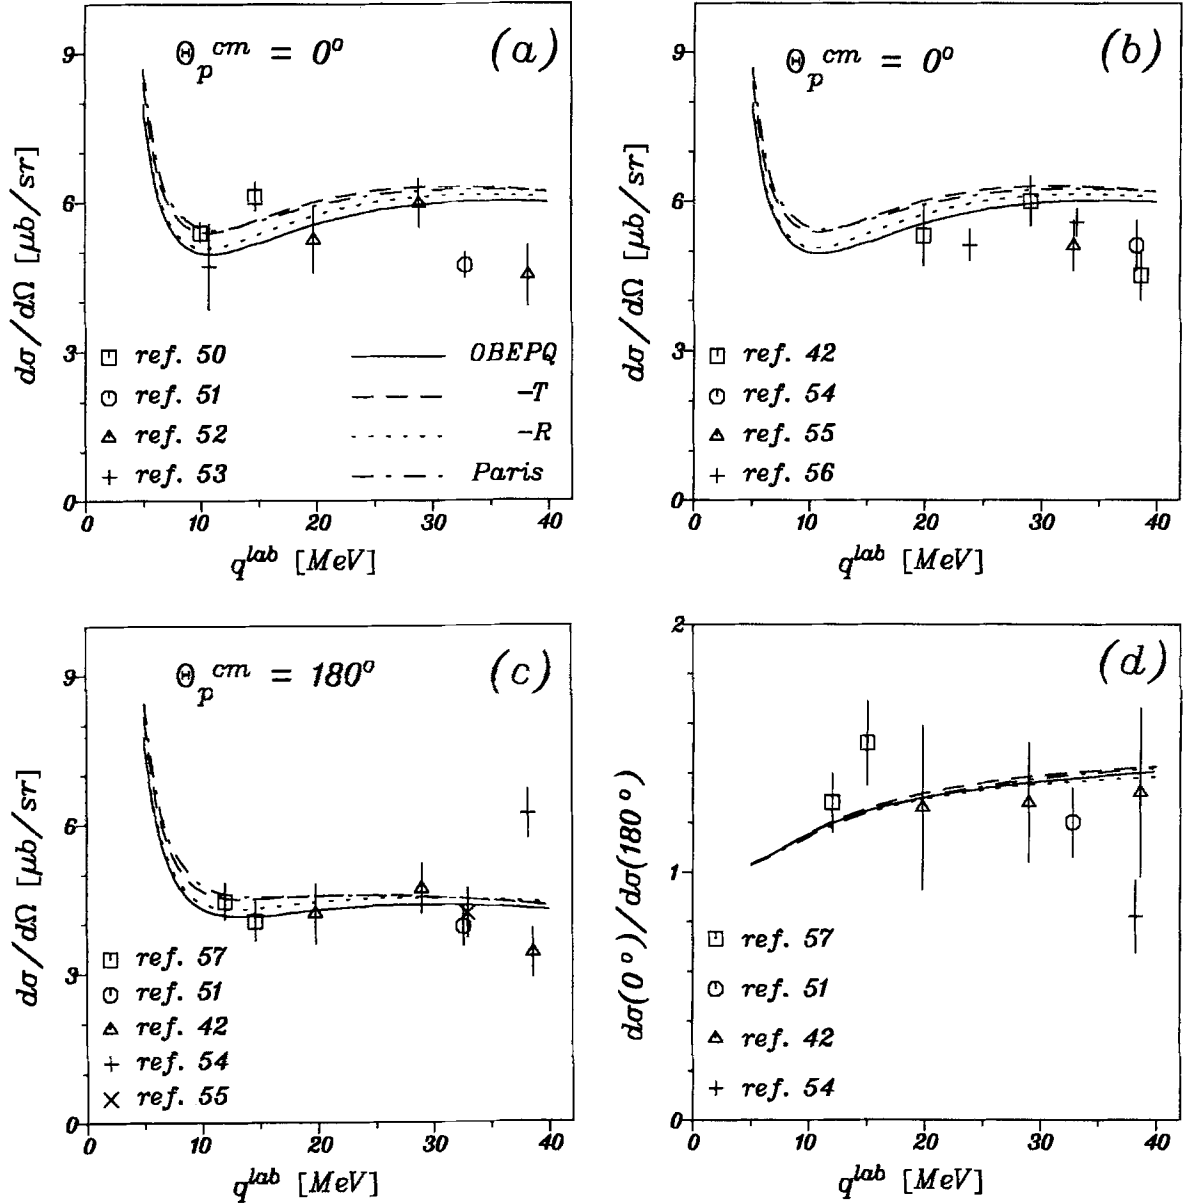 Θp^cm = 0°
(a)
dσ/dΩ [μb/sr]
9
6
3
0
ref. 50
ref. 51
ref. 52
ref. 53
OBEPQ
-T
-R
Paris
0 10 20 30 40
q^lab [MeV]
Θp^cm = 0°
(b)
dσ/dΩ [μb/sr]
9
6
3
0
ref. 42
ref. 54
ref. 55
ref. 56
0 10 20 30 40
q^lab [MeV]
Θp^cm = 180°
(c)
dσ/dΩ [μb/sr]
9
6
3
0
ref. 57
ref. 51
ref. 42
ref. 54
ref. 55
0 10 20 30 40
q^lab [MeV]
(d)
dσ(0°)/dσ(180°)
2
1
0
ref. 57
ref. 51
ref. 42
ref. 54
0 10 20 30 40
q^lab [MeV]